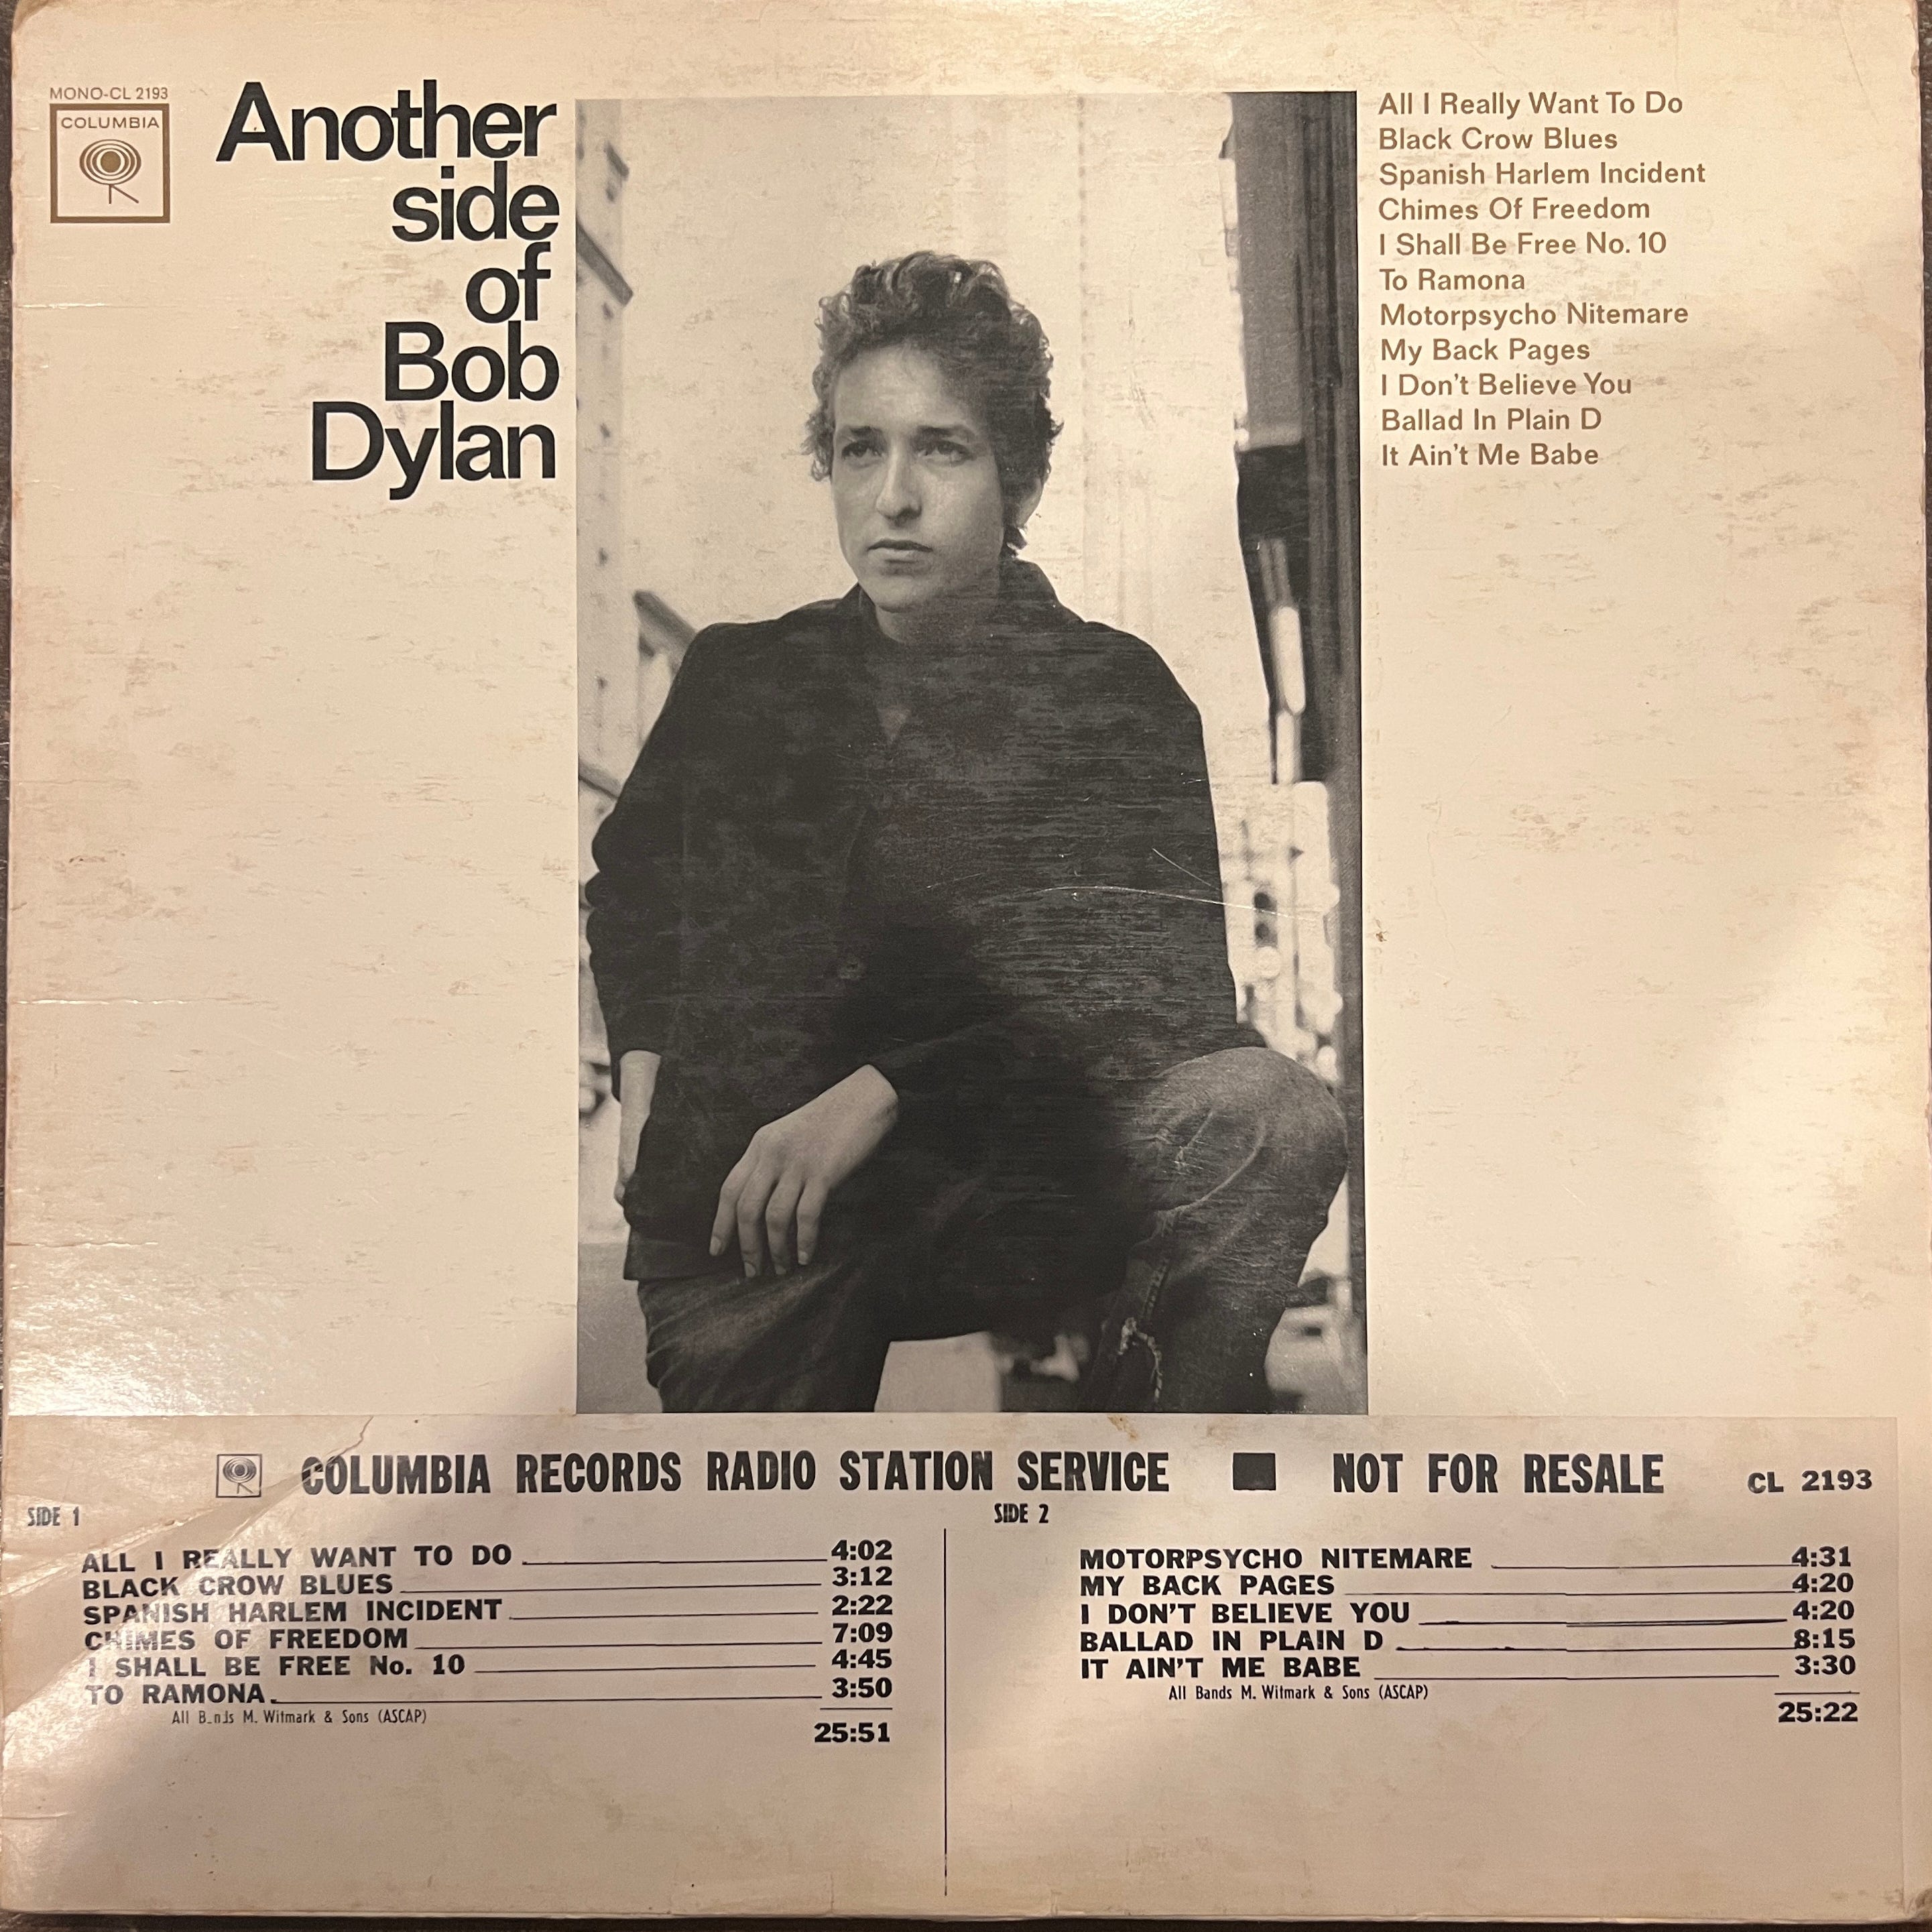 MONO-CL 2193
COLUMBIA
Another
side
of
Bob
Dylan
All I Really Want To Do
Black Crow Blues
Spanish Harlem Incident
Chimes Of Freedom
I Shall Be Free No. 10
To Ramona
Motorpsycho Nitemare
My Back Pages
I Don't Believe You
Ballad In Plain D
It Ain't Me Babe
COLUMBIA RECORDS RADIO STATION SERVICE ■ NOT FOR RESALE CL 2193
SIDE 1
ALL I REALLY WANT TO DO 4:02
BLACK CROW BLUES 3:12
SPANISH HARLEM INCIDENT 2:22
CHIMES OF FREEDOM 7:09
I SHALL BE FREE No. 10 4:45
TO RAMONA 3:50
All Bands M. Witmark & Sons (ASCAP)
25:51
SIDE 2
MOTORPSYCHO NITEMARE 4:31
MY BACK PAGES 4:20
I DON'T BELIEVE YOU 4:20
BALLAD IN PLAIN D 8:15
IT AIN'T ME BABE 3:30
All Bands M. Witmark & Sons (ASCAP)
25:22